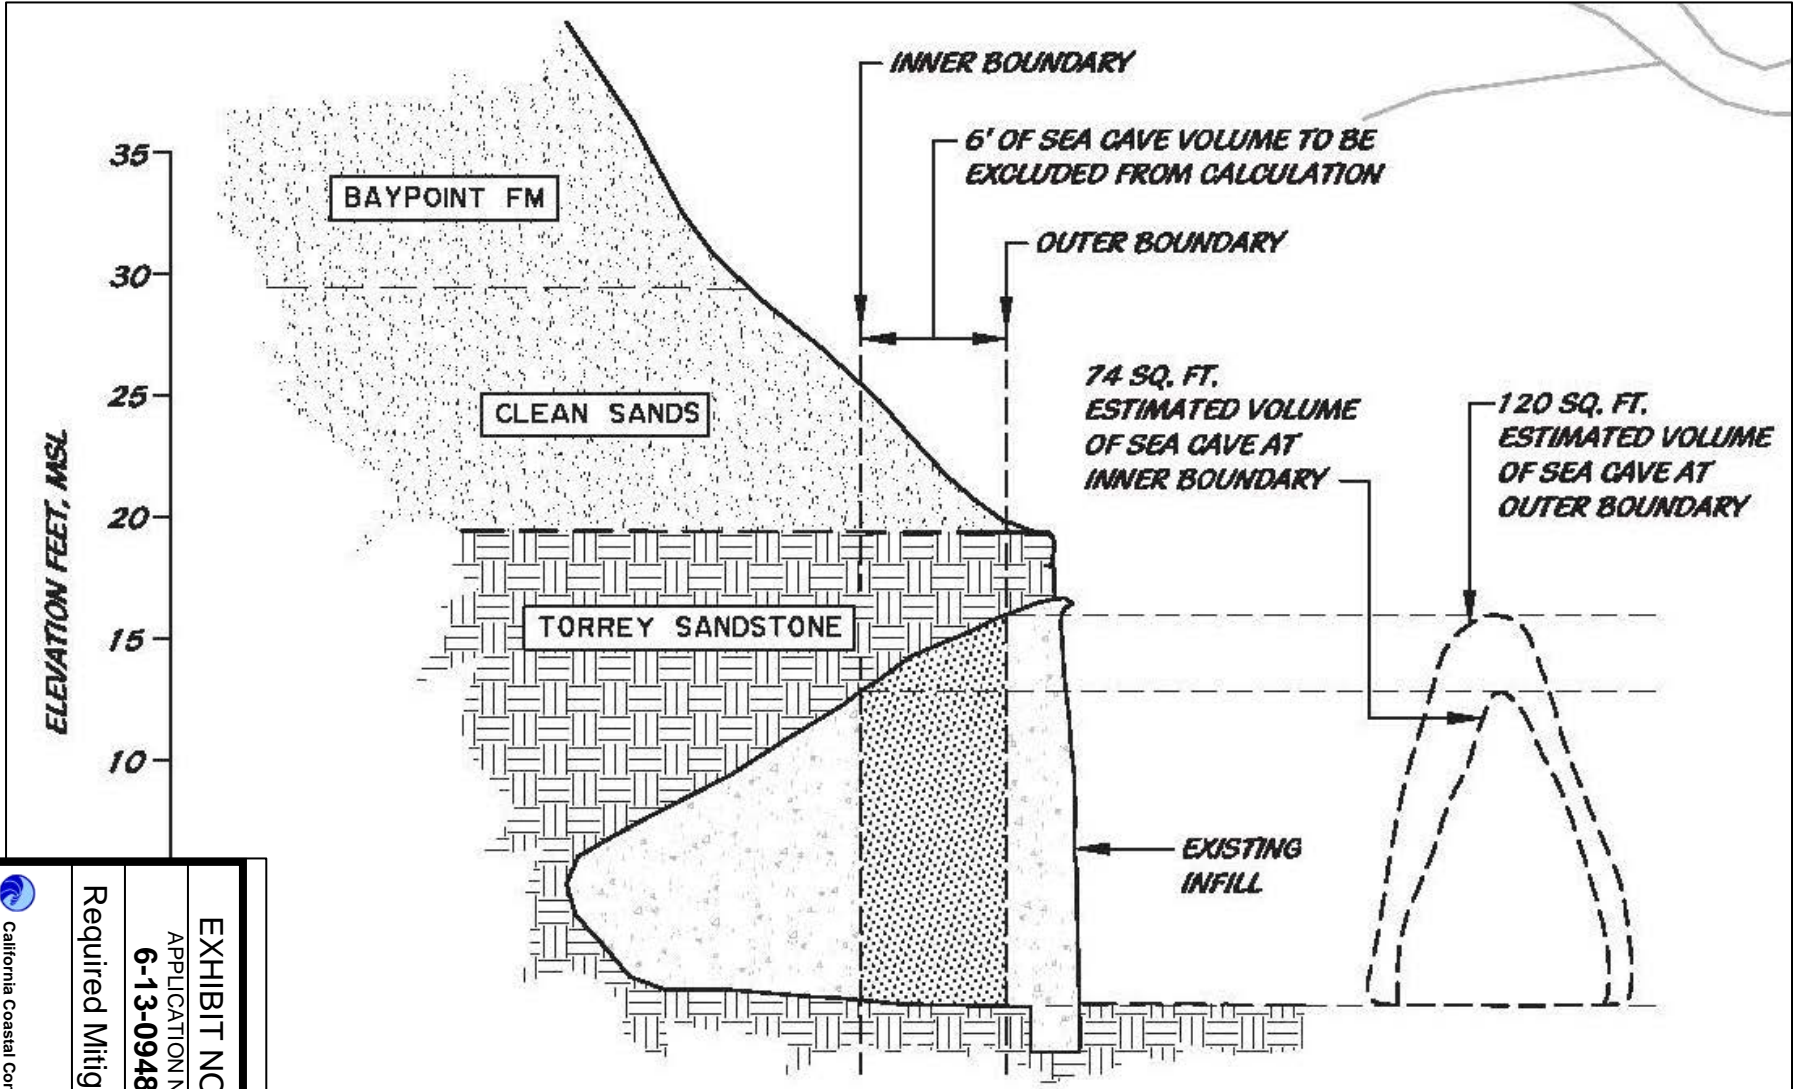 INNER BOUNDARY
6' OF SEA CAVE VOLUME TO BE
EXCLUDED FROM CALCULATION
OUTER BOUNDARY
35
BAYPOINT FM
30
74 SQ. FT.
ESTIMATED VOLUME
OF SEA CAVE AT
INNER BOUNDARY
120 SQ. FT.
ESTIMATED VOLUME
OF SEA CAVE AT
OUTER BOUNDARY
25
CLEAN SANDS
ELEVATION FEET, MSL
20
15
TORREY SANDSTONE
10
EXISTING
INFILL
EXHIBIT NO
APPLICATION N
6-13-0948
Required Mitig
California Coastal Cor